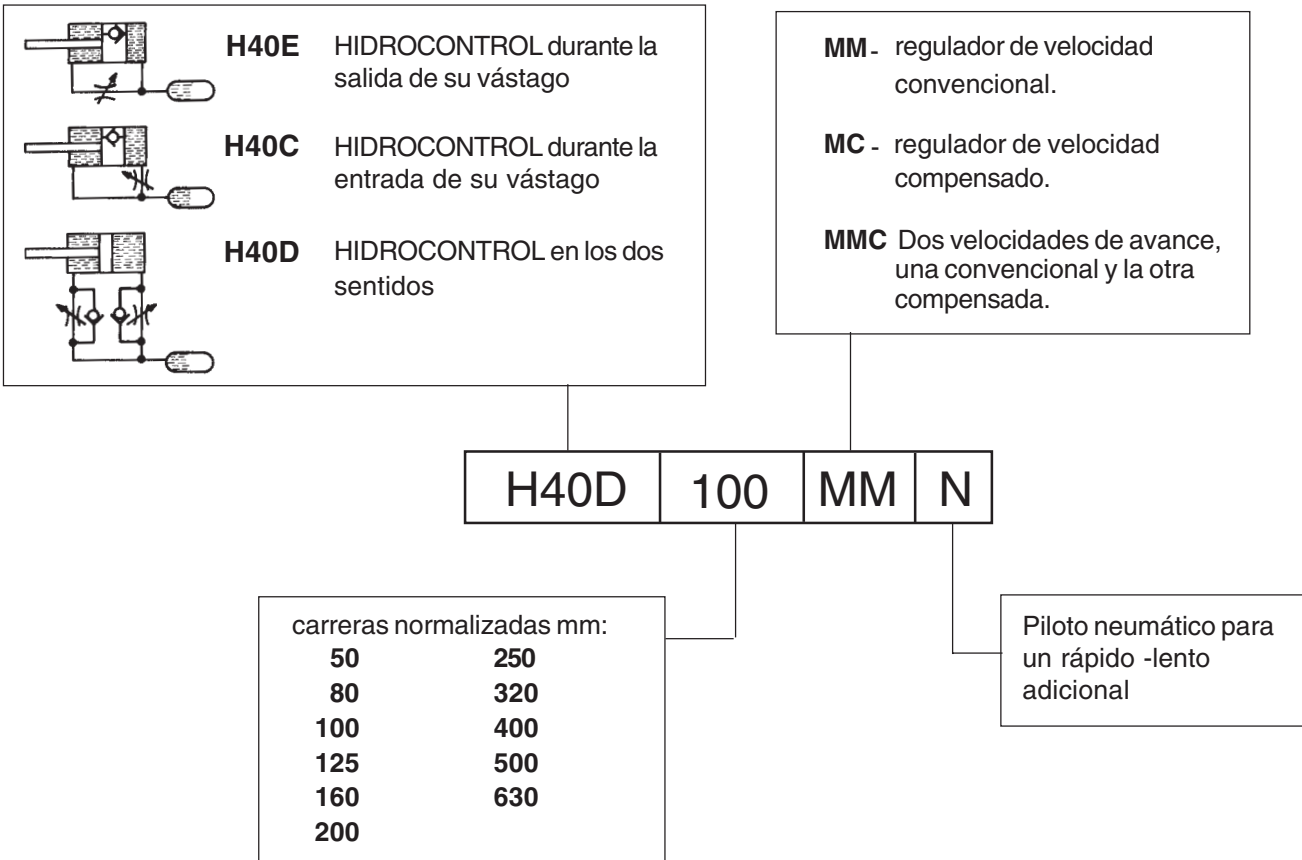 H40E HIDROCONTROL durante la
salida de su vástago
H40C HIDROCONTROL durante la
entrada de su vástago
H40D HIDROCONTROL en los dos
sentidos
MM - regulador de velocidad
convencional.
MC - regulador de velocidad
compensado.
MMC Dos velocidades de avance,
una convencional y la otra
compensada.
H40D 100 MM N
carreras normalizadas mm:
50 250
80 320
100 400
125 500
160 630
200
Piloto neumático para
un rápido -lento
adicional